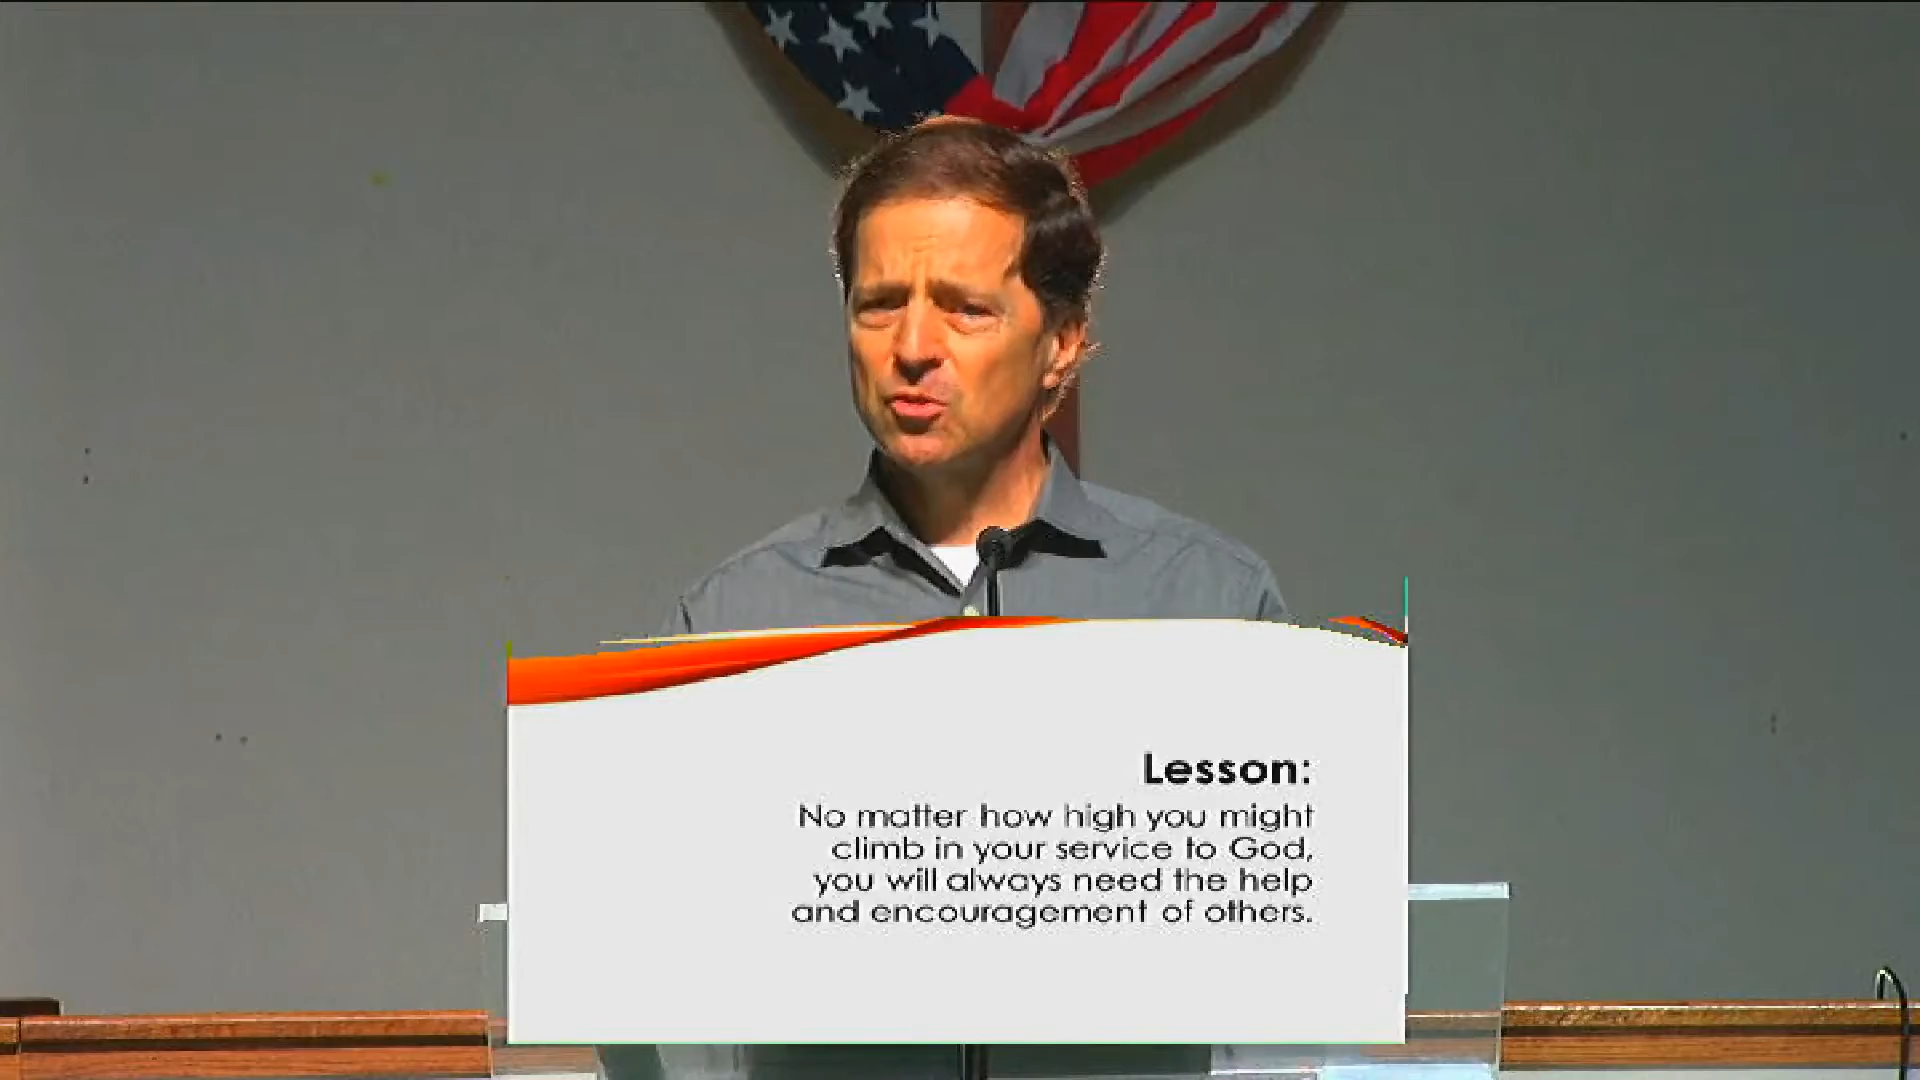 Lesson:
No matter how high you might
climb in your service to God,
you will always need the help
and encouragement of others.